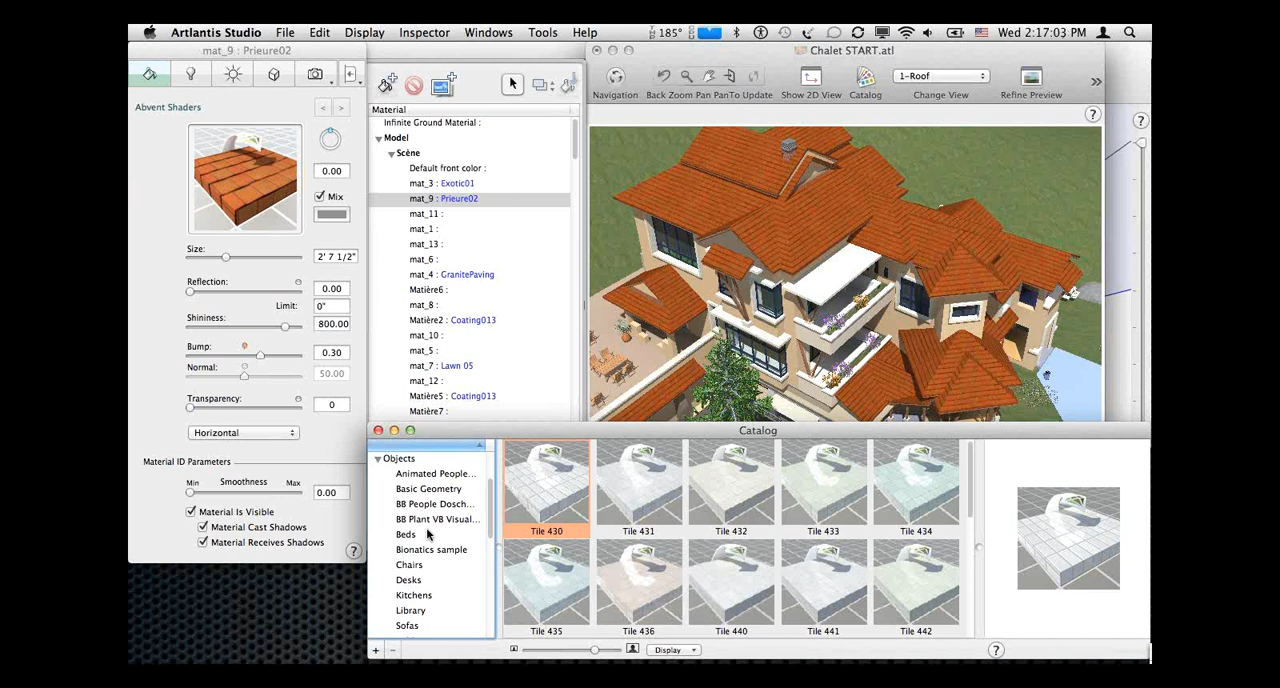 Artlantis Studio File Edit Display Inspector Windows Tools Help 185° Wed 2:17:03 PM
mat_9 : Prieure02
Chalet START.atl
Navigation Back Zoom Pan PanTo Update Show 2D View Catalog 1-Roof Change View Refine Preview »
Abvent Shaders < >
0.00
Mix
Size: 2' 7 1/2"
Reflection: 0.00
Limit: 0"
Shininess: 800.00
Bump: 0.30
Normal: 50.00
Transparency: 0
Horizontal
Material ID Parameters
Min Smoothness Max
0.00
Material Is Visible
Material Cast Shadows
Material Receives Shadows
?
Material
Infinite Ground Material :
Model
Scène
Default front color :
mat_3 : Exotic01
mat_9 : Prieure02
mat_11 :
mat_1 :
mat_13 :
mat_6 :
mat_4 : GranitePaving
Matière6 :
mat_8 :
Matière2 : Coating013
mat_10 :
mat_5 :
mat_7 : Lawn 05
mat_12 :
Matière5 : Coating013
Matière7 :
?
?
Catalog
Objects
Animated People...
Basic Geometry
BB People Dosch...
BB Plant VB Visual...
Beds
Bionatics sample
Chairs
Desks
Kitchens
Library
Sofas
Tile 430 Tile 431 Tile 432 Tile 433 Tile 434
Tile 435 Tile 436 Tile 440 Tile 441 Tile 442
+ − Display ?